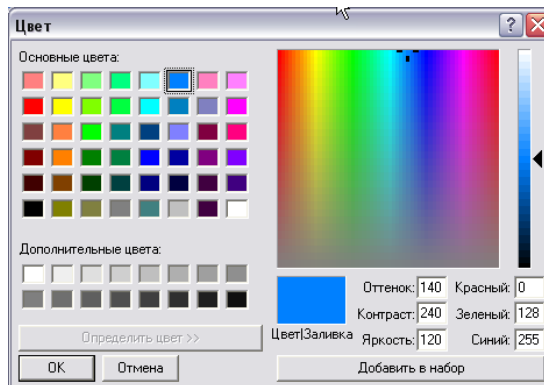 Цвет
Основные цвета:
Дополнительные цвета:
Определить цвет >>
OK
Отмена
Цвет|Заливка
Оттенок: 140
Контраст: 240
Яркость: 120
Красный: 0
Зеленый: 128
Синий: 255
Добавить в набор